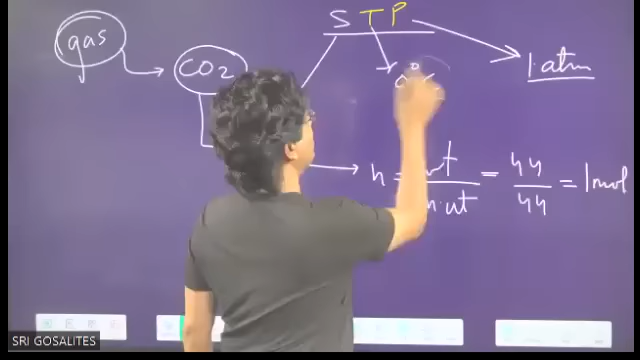 gas
CO2
STP
1 atm
n = wt / m.wt = 44 / 44 = 1 mol
SRI GOSALITES